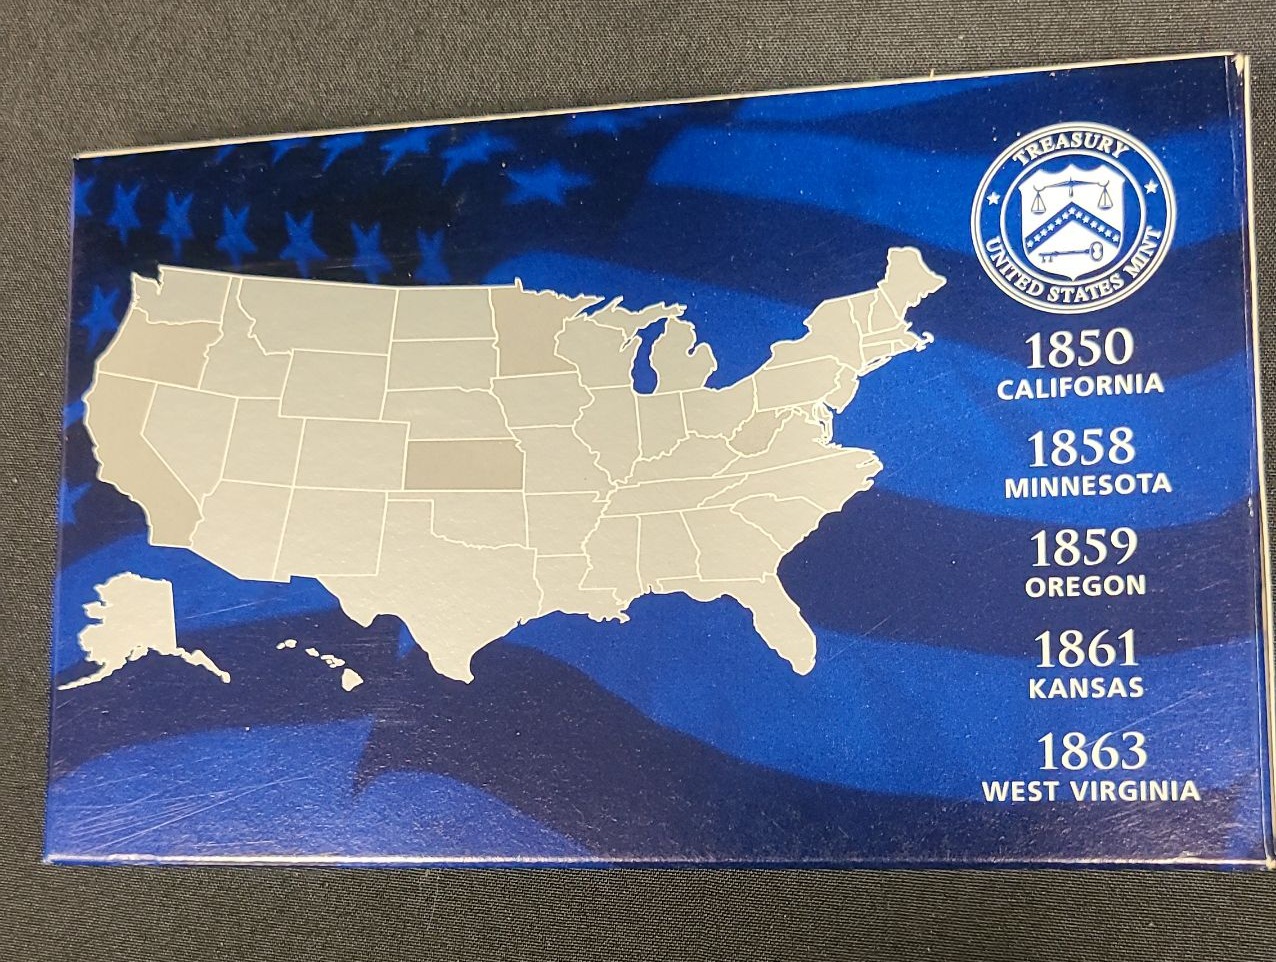 TREASURY
UNITED STATES MINT
1850
CALIFORNIA
1858
MINNESOTA
1859
OREGON
1861
KANSAS
1863
WEST VIRGINIA